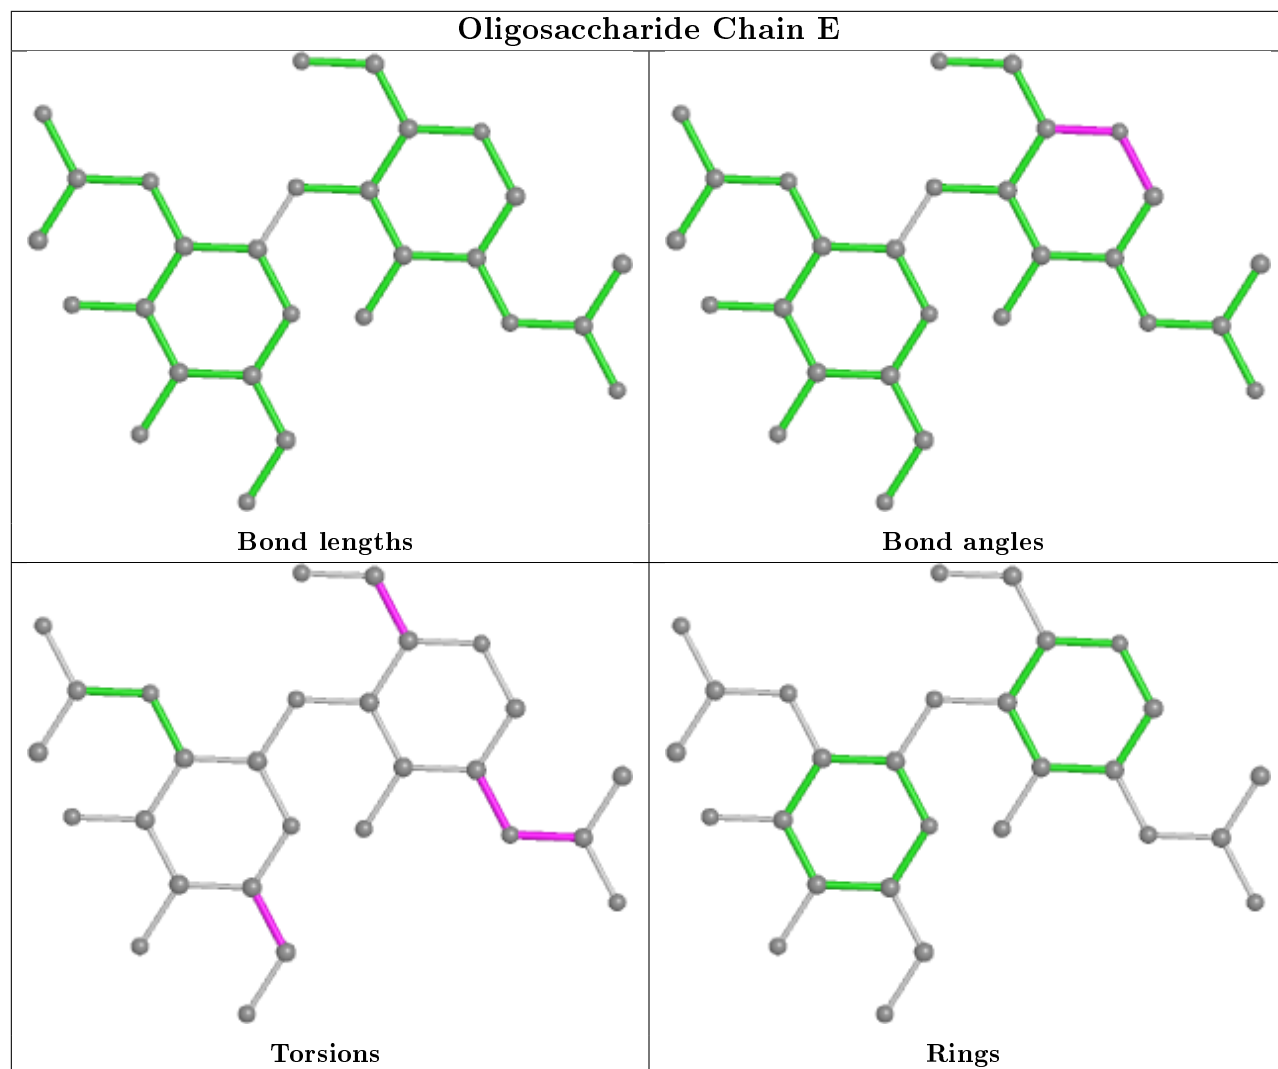 Oligosaccharide Chain E
Bond lengths
Bond angles
Torsions
Rings